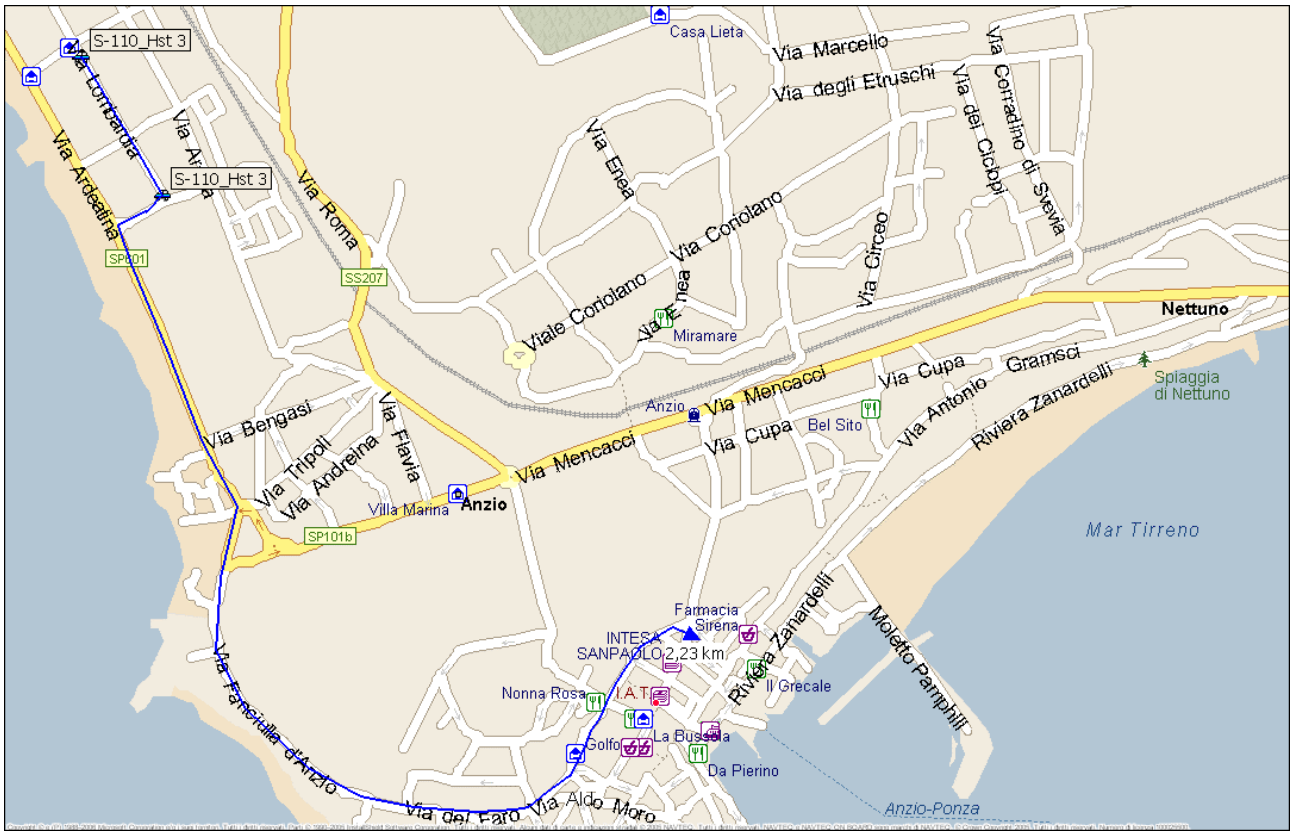 S-110_Hst 3
Casa Lieta
Via Marcello
Via degli Etruschi
Via Corradino di Svevia
Via dei Ciclopi
Via Lombardia
Via Ardeatina
S-110_Hst 3
Via Enea
Via Roma
Viale Coriolano
Via Coriolano
Via Circeo
SP601
SS207
Via Enea
Miramare
Nettuno
Spiaggia
di Nettuno
Via Mencacci
Anzio
Via Cupa
Via Antonio Gramsci
Riviera Zanardelli
Via Cupa
Bel Sito
Via Bengasi
Via Tripoli
Via Andreina
Via Flavia
Via Mencacci
Villa Marina
Anzio
SP101b
Mar Tirreno
Farmacia
Sirena
INTESA
SANPAOLO
2,23 km
Riviera Zanardelli
Moletto Pamphili
Nonna Rosa
I.A.T.
Il Grecale
Golfo
La Bussola
Da Pierino
Via Fanciulla d'Anzio
Via del Faro
Via Aldo Moro
Anzio-Ponza